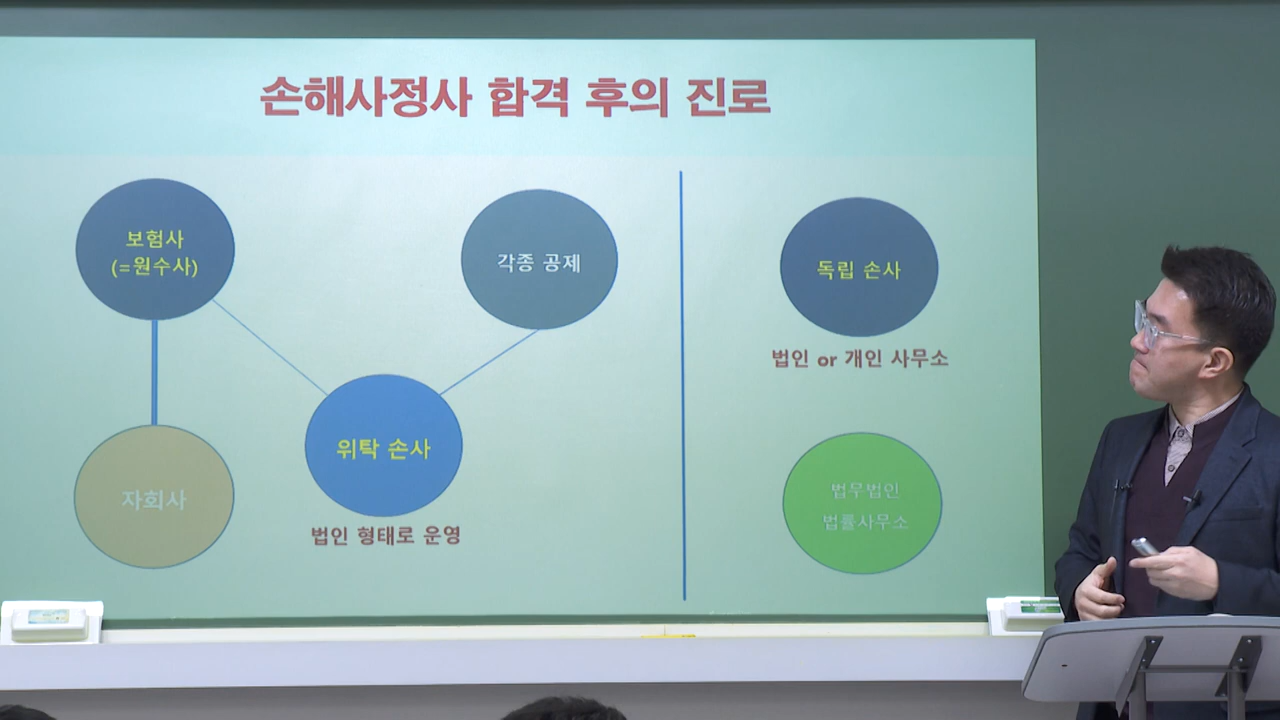 손해사정사 합격 후의 진로
보험사
(=원수사)
각종 공제
자회사
위탁 손사
법인 형태로 운영
독립 손사
법인 or 개인 사무소
법무법인
법률사무소